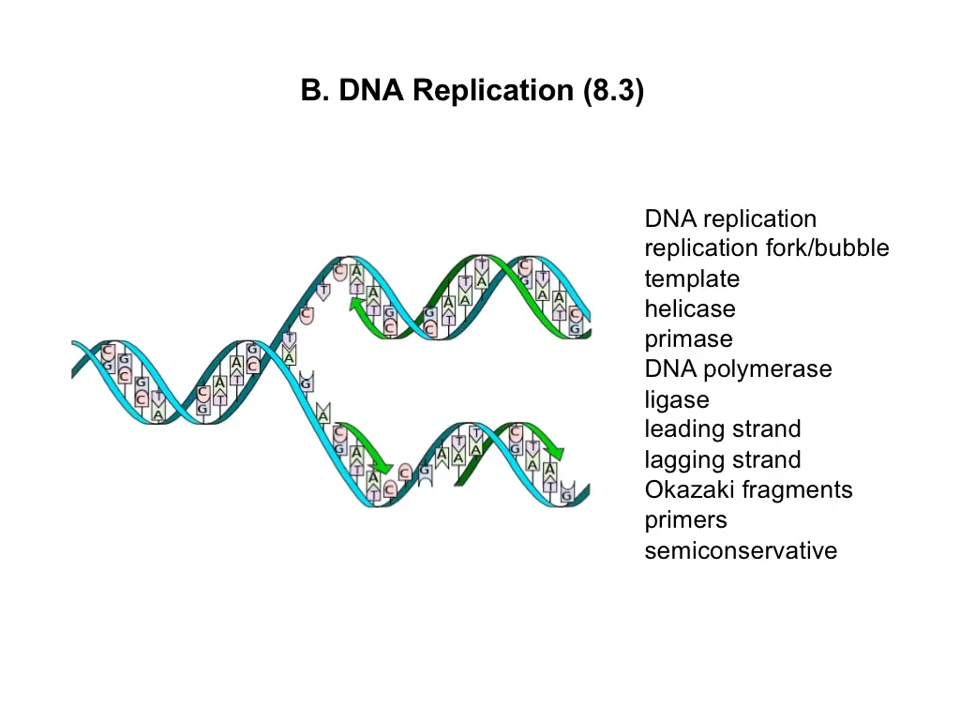 B. DNA Replication (8.3)
DNA replication
replication fork/bubble
template
helicase
primase
DNA polymerase
ligase
leading strand
lagging strand
Okazaki fragments
primers
semiconservative